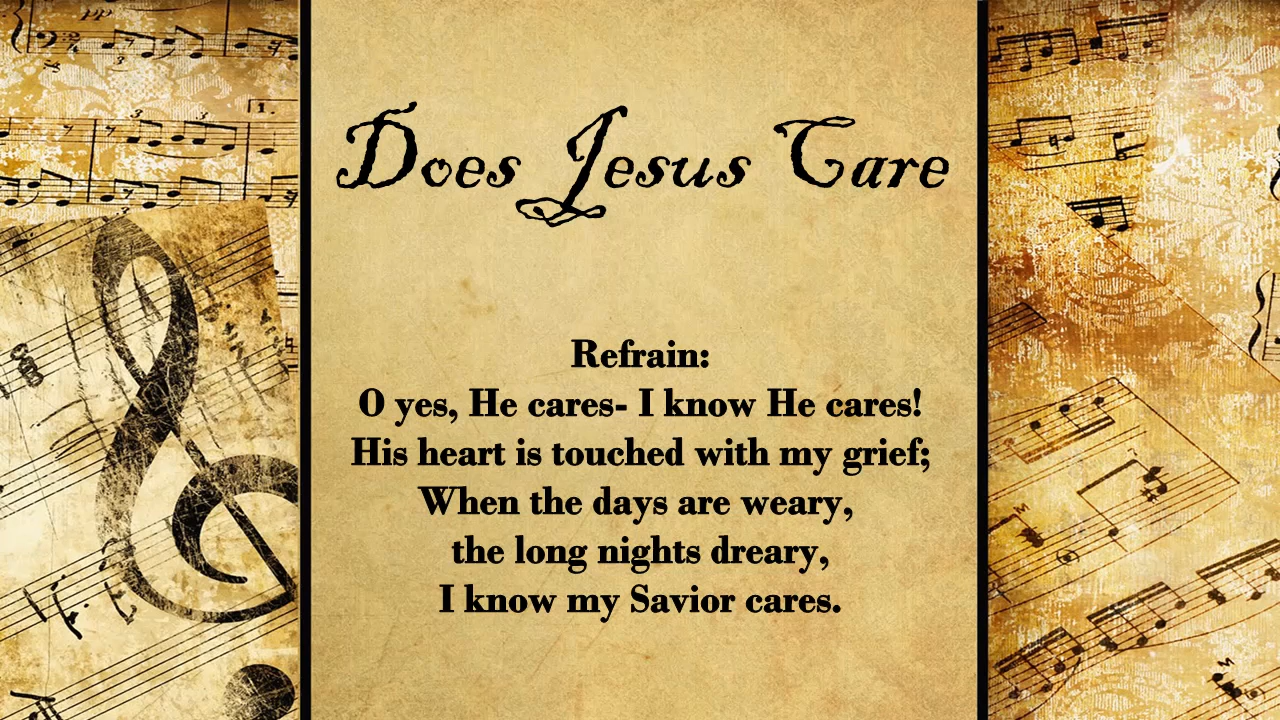 Does Jesus Care
Refrain:
O yes, He cares- I know He cares!
His heart is touched with my grief;
When the days are weary,
the long nights dreary,
I know my Savior cares.